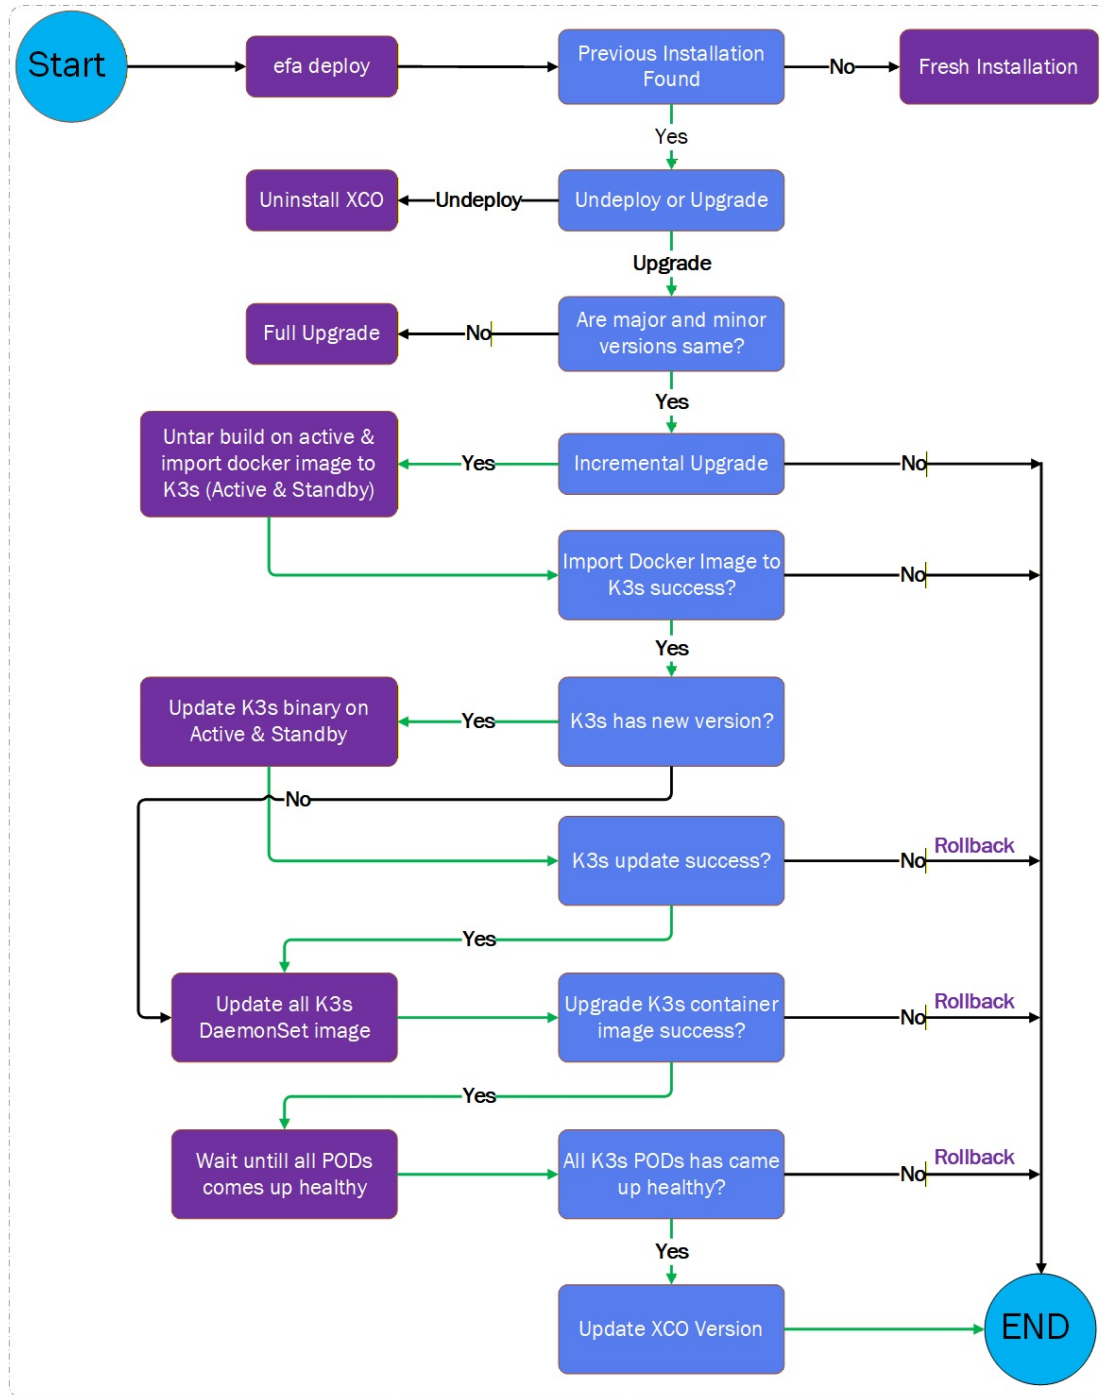 Start
efa deploy
Previous Installation
Found
No
Fresh Installation
Yes
Uninstall XCO
Undeploy
Undeploy or Upgrade
Upgrade
Full Upgrade
No
Are major and minor
versions same?
Yes
Untar build on active &
import docker image to
K3s (Active & Standby)
Yes
Incremental Upgrade
No
Import Docker Image to
K3s success?
No
Yes
Update K3s binary on
Active & Standby
Yes
K3s has new version?
No
K3s update success?
No
Rollback
Yes
Update all K3s
DaemonSet image
Upgrade K3s container
image success?
No
Rollback
Yes
Wait untill all PODs
comes up healthy
All K3s PODs has came
up healthy?
No
Rollback
Yes
Update XCO Version
END